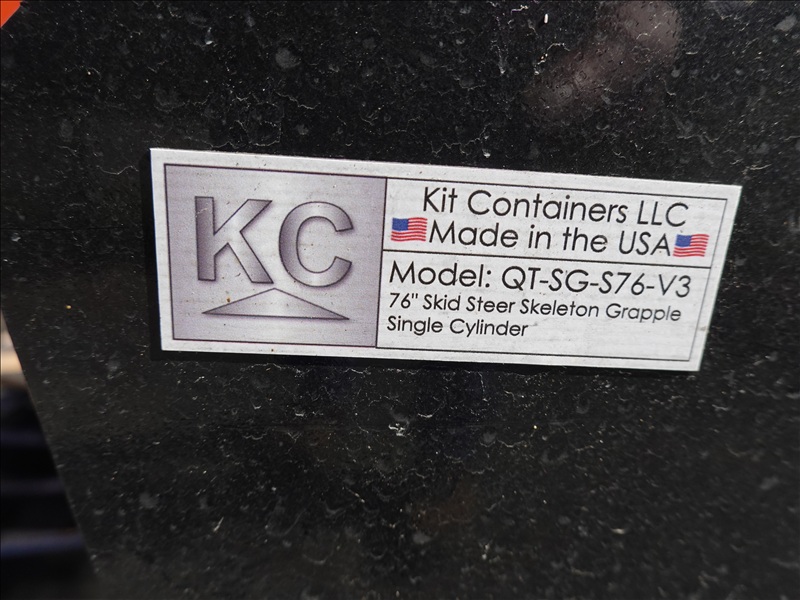 KC
Kit Containers LLC
Made in the USA
Model: QT-SG-S76-V3
76" Skid Steer Skeleton Grapple
Single Cylinder